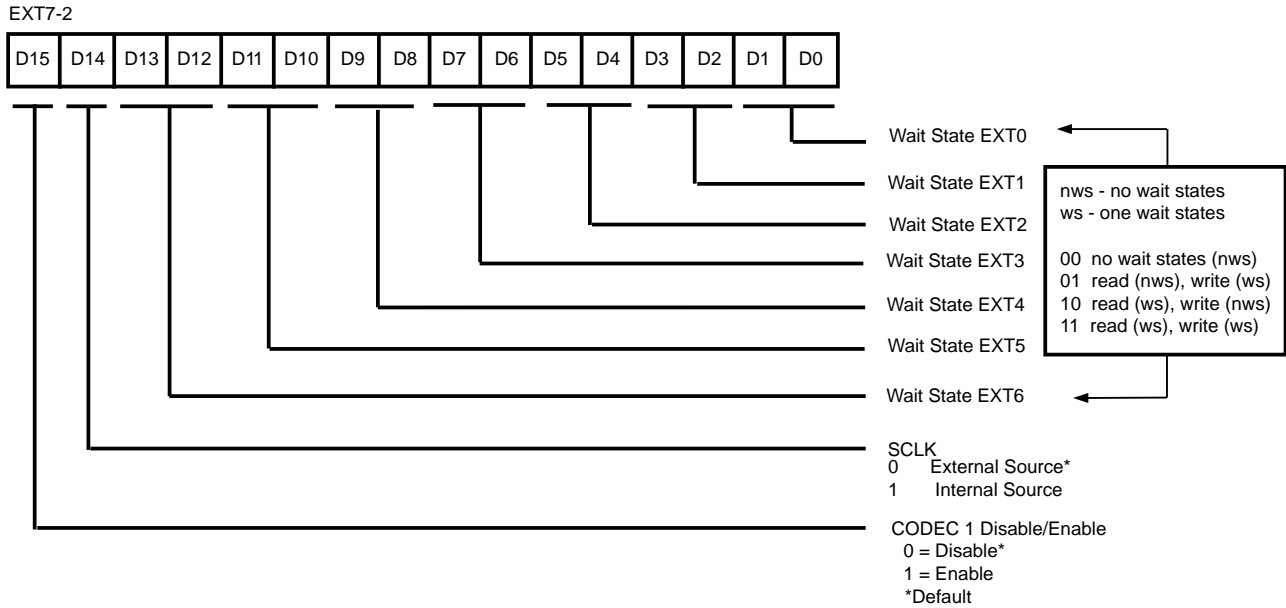 EXT7-2
D15 D14 D13 D12 D11 D10 D9 D8 D7 D6 D5 D4 D3 D2 D1 D0
Wait State EXT0
Wait State EXT1
Wait State EXT2
Wait State EXT3
Wait State EXT4
Wait State EXT5
Wait State EXT6
nws - no wait states
ws - one wait states
00 no wait states (nws)
01 read (nws), write (ws)
10 read (ws), write (nws)
11 read (ws), write (ws)
SCLK
0 External Source*
1 Internal Source
CODEC 1 Disable/Enable
0 = Disable*
1 = Enable
*Default